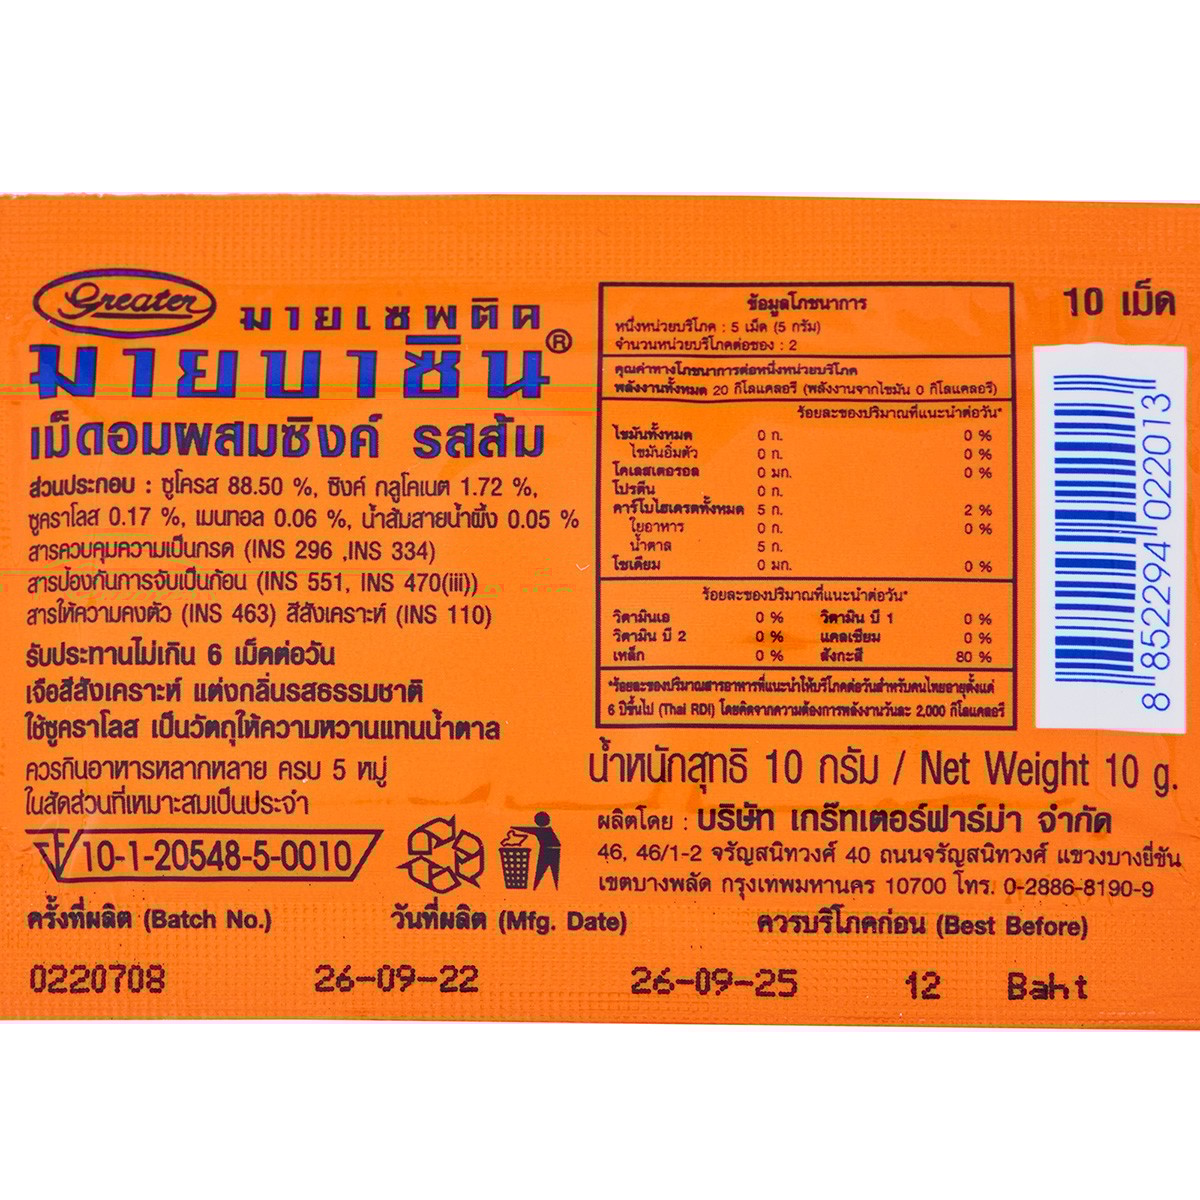 Greater
มายเซพติค
มายบาซิน®
เม็ดอมผสมซิงค์ รสส้ม
ส่วนประกอบ : ซูโครส 88.50 %, ซิงค์ กลูโคเนต 1.72 %,
ซูคราโลส 0.17 %, เมนทอล 0.06 %, น้ำส้มสายน้ำผึ้ง 0.05 %
สารควบคุมความเป็นกรด (INS 296 ,INS 334)
สารป้องกันการจับเป็นก้อน (INS 551, INS 470(iii))
สารให้ความคงตัว (INS 463) สีสังเคราะห์ (INS 110)
รับประทานไม่เกิน 6 เม็ดต่อวัน
เจือสีสังเคราะห์ แต่งกลิ่นรสธรรมชาติ
ใช้ซูคราโลส เป็นวัตถุให้ความหวานแทนน้ำตาล
ควรกินอาหารหลากหลาย ครบ 5 หมู่
ในสัดส่วนที่เหมาะสมเป็นประจำ
10-1-20548-5-0010
ข้อมูลโภชนาการ
หนึ่งหน่วยบริโภค : 5 เม็ด (5 กรัม)
จำนวนหน่วยบริโภคต่อซอง : 2
คุณค่าทางโภชนาการต่อหนึ่งหน่วยบริโภค
พลังงานทั้งหมด 20 กิโลแคลอรี (พลังงานจากไขมัน 0 กิโลแคลอรี)
ร้อยละของปริมาณที่แนะนำต่อวัน*
ไขมันทั้งหมด 0 ก. 0 %
ไขมันอิ่มตัว 0 ก. 0 %
โคเลสเตอรอล 0 มก. 0 %
โปรตีน 0 ก.
คาร์โบไฮเดรตทั้งหมด 5 ก. 2 %
ใยอาหาร 0 ก. 0 %
น้ำตาล 5 ก.
โซเดียม 0 มก. 0 %
ร้อยละของปริมาณที่แนะนำต่อวัน*
วิตามินเอ 0 % วิตามิน บี 1 0 %
วิตามิน บี 2 0 % แคลเซียม 0 %
เหล็ก 0 % สังกะสี 80 %
*ร้อยละของปริมาณสารอาหารที่แนะนำให้บริโภคต่อวันสำหรับคนไทยอายุตั้งแต่
6 ปีขึ้นไป (Thai RDI) โดยคิดจากความต้องการพลังงานวันละ 2,000 กิโลแคลอรี
10 เม็ด
8 852294 022013
น้ำหนักสุทธิ 10 กรัม / Net Weight 10 g.
ผลิตโดย : บริษัท เกร๊ทเตอร์ฟาร์ม่า จำกัด
46, 46/1-2 จรัญสนิทวงศ์ 40 ถนนจรัญสนิทวงศ์ แขวงบางยี่ขัน
เขตบางพลัด กรุงเทพมหานคร 10700 โทร. 0-2886-8190-9
ครั้งที่ผลิต (Batch No.) วันที่ผลิต (Mfg. Date) ควรบริโภคก่อน (Best Before)
0220708 26-09-22 26-09-25 12 Baht